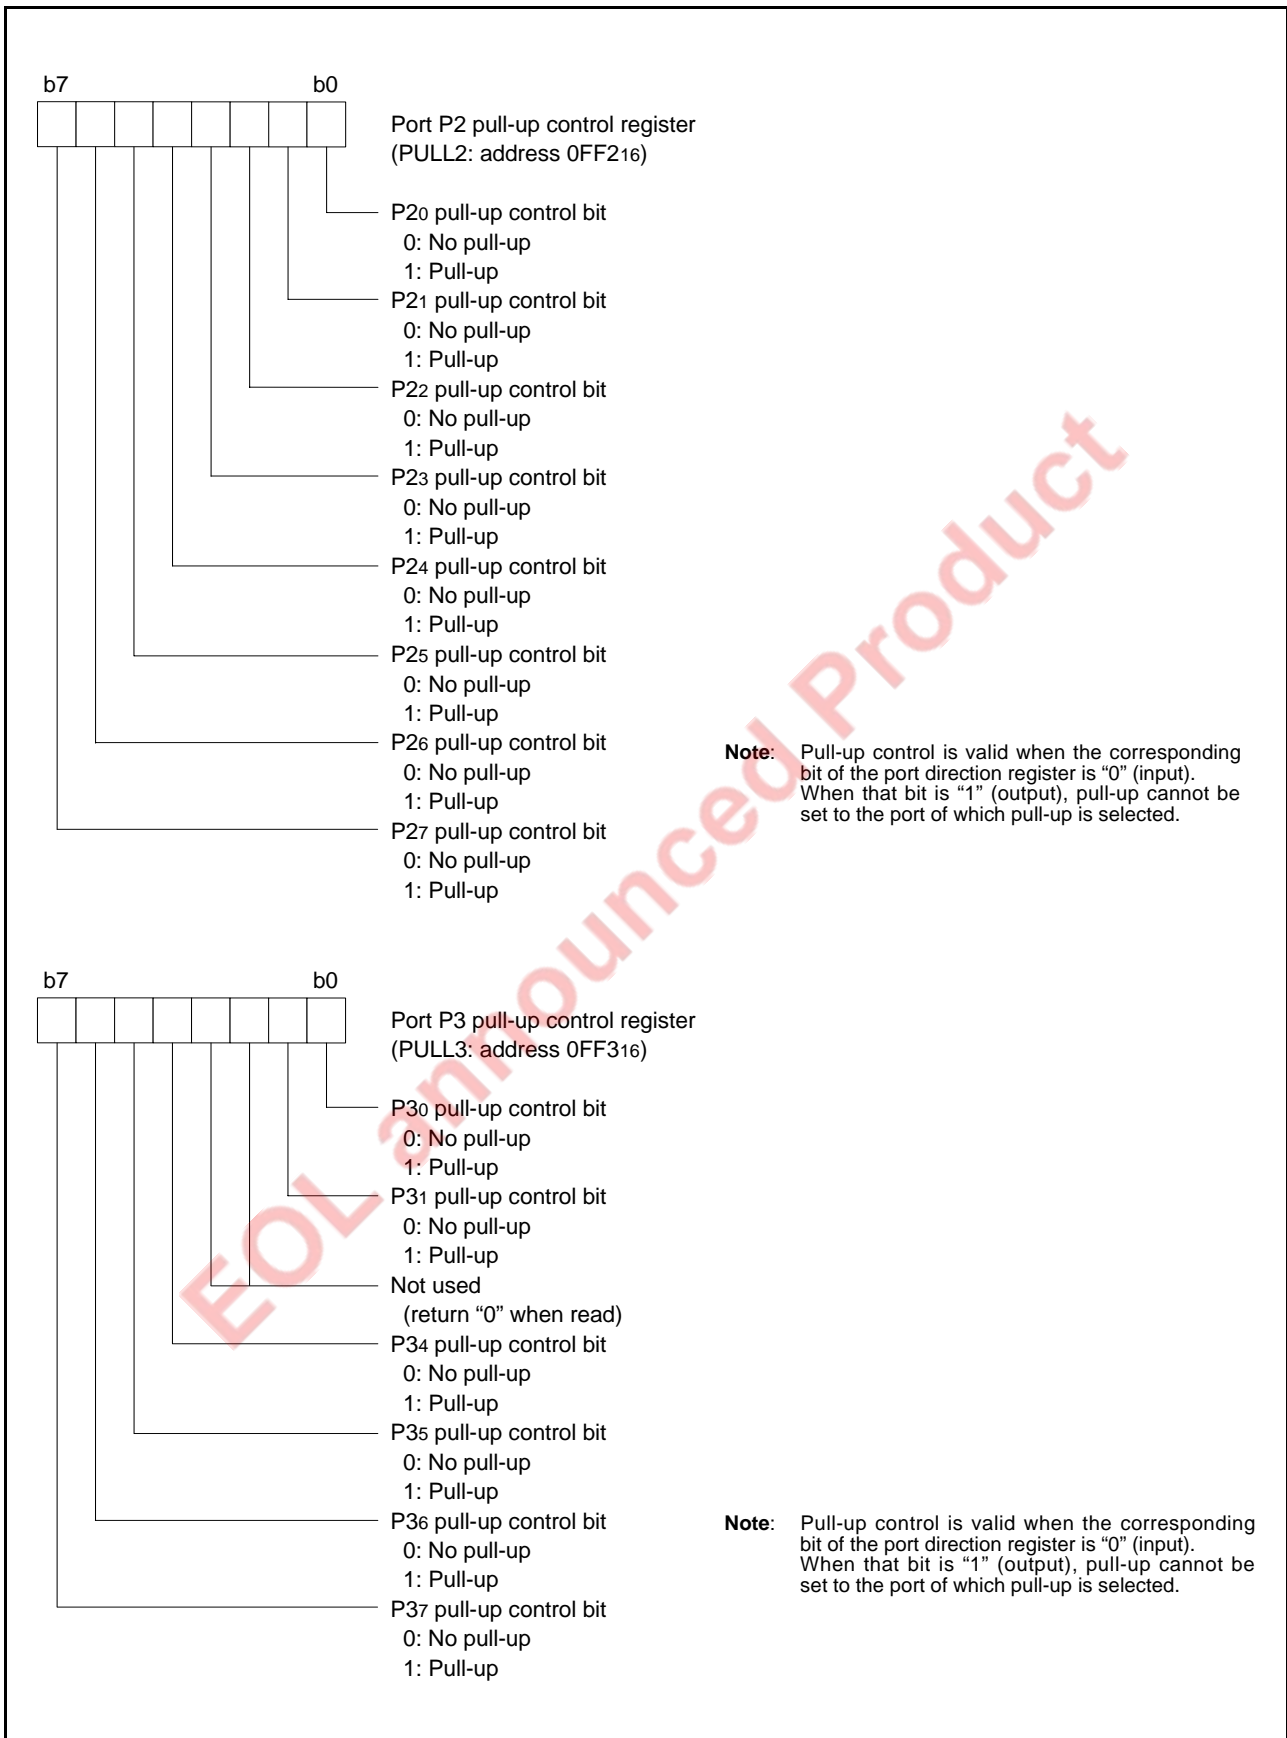 b7 b0
Port P2 pull-up control register
(PULL2: address 0FF216)
P20 pull-up control bit
0: No pull-up
1: Pull-up
P21 pull-up control bit
0: No pull-up
1: Pull-up
P22 pull-up control bit
0: No pull-up
1: Pull-up
P23 pull-up control bit
0: No pull-up
1: Pull-up
P24 pull-up control bit
0: No pull-up
1: Pull-up
P25 pull-up control bit
0: No pull-up
1: Pull-up
P26 pull-up control bit
0: No pull-up
1: Pull-up
P27 pull-up control bit
0: No pull-up
1: Pull-up
Note: Pull-up control is valid when the corresponding
bit of the port direction register is “0” (input).
When that bit is “1” (output), pull-up cannot be
set to the port of which pull-up is selected.
b7 b0
Port P3 pull-up control register
(PULL3: address 0FF316)
P30 pull-up control bit
0: No pull-up
1: Pull-up
P31 pull-up control bit
0: No pull-up
1: Pull-up
Not used
(return “0” when read)
P34 pull-up control bit
0: No pull-up
1: Pull-up
P35 pull-up control bit
0: No pull-up
1: Pull-up
P36 pull-up control bit
0: No pull-up
1: Pull-up
P37 pull-up control bit
0: No pull-up
1: Pull-up
Note: Pull-up control is valid when the corresponding
bit of the port direction register is “0” (input).
When that bit is “1” (output), pull-up cannot be
set to the port of which pull-up is selected.
EOL announced Product